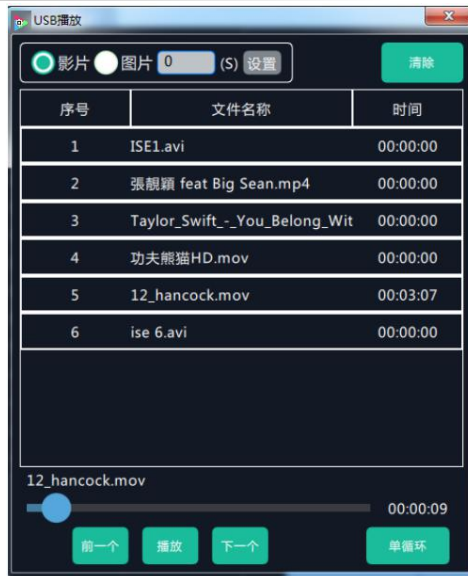 USB播放
影片 图片 0 (S) 设置 清除
序号 文件名称 时间
1 ISE1.avi 00:00:00
2 張靚穎 feat Big Sean.mp4 00:00:00
3 Taylor_Swift_-_You_Belong_Wit 00:00:00
4 功夫熊猫HD.mov 00:00:00
5 12_hancock.mov 00:03:07
6 ise 6.avi 00:00:00
12_hancock.mov
00:00:09
前一个 播放 下一个 单循环